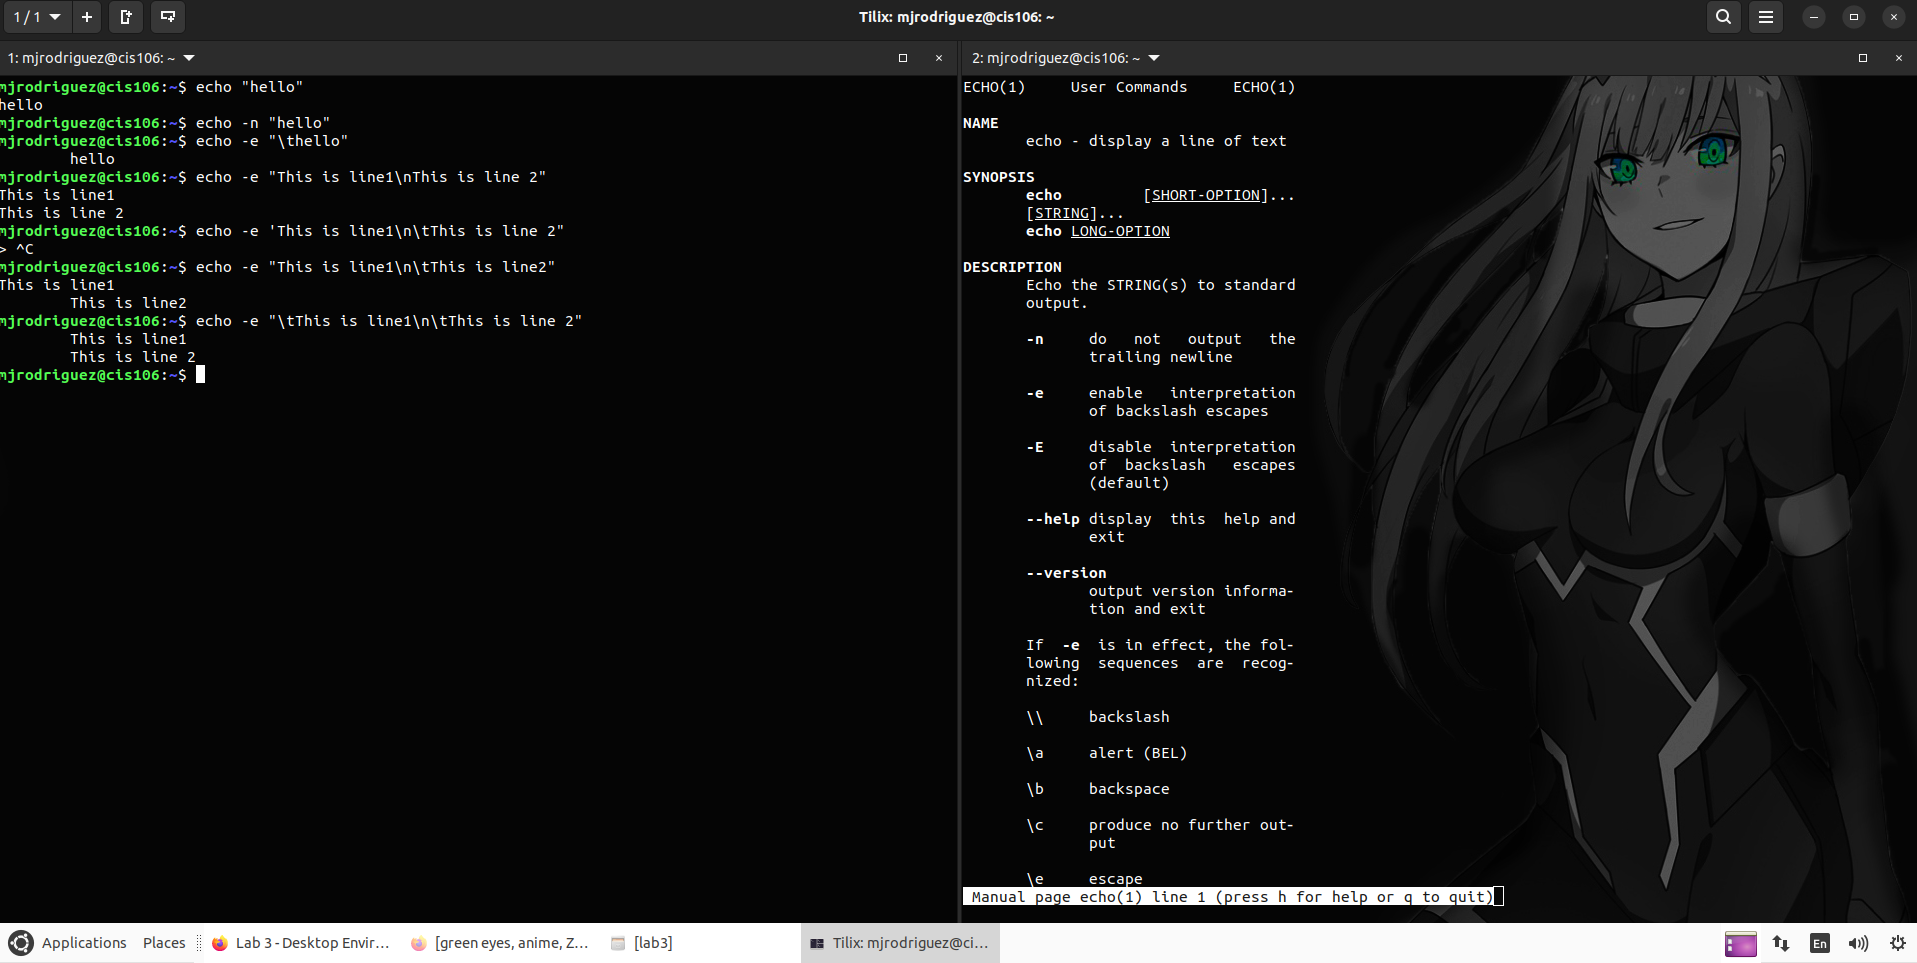 1 / 1
Tilix: mjrodriguez@cis106: ~
1: mjrodriguez@cis106: ~
mjrodriguez@cis106:~$ echo "hello"
hello
mjrodriguez@cis106:~$ echo -n "hello"
mjrodriguez@cis106:~$ echo -e "\thello"
hello
mjrodriguez@cis106:~$ echo -e "This is line1\nThis is line 2"
This is line1
This is line 2
mjrodriguez@cis106:~$ echo -e 'This is line1\n\tThis is line 2"
> ^C
mjrodriguez@cis106:~$ echo -e "This is line1\n\tThis is line2"
This is line1
This is line2
mjrodriguez@cis106:~$ echo -e "\tThis is line1\n\tThis is line 2"
This is line1
This is line 2
mjrodriguez@cis106:~$
2: mjrodriguez@cis106: ~
ECHO(1) User Commands ECHO(1)
NAME
echo - display a line of text
SYNOPSIS
echo [SHORT-OPTION]...
[STRING]...
echo LONG-OPTION
DESCRIPTION
Echo the STRING(s) to standard
output.
-n do not output the
trailing newline
-e enable interpretation
of backslash escapes
-E disable interpretation
of backslash escapes
(default)
--help display this help and
exit
--version
output version informa-
tion and exit
If -e is in effect, the fol-
lowing sequences are recog-
nized:
\\ backslash
\a alert (BEL)
\b backspace
\c produce no further out-
put
\e escape
Manual page echo(1) line 1 (press h for help or q to quit)
Applications Places Lab 3 - Desktop Envir... [green eyes, anime, Z... [lab3] Tilix: mjrodriguez@ci... En